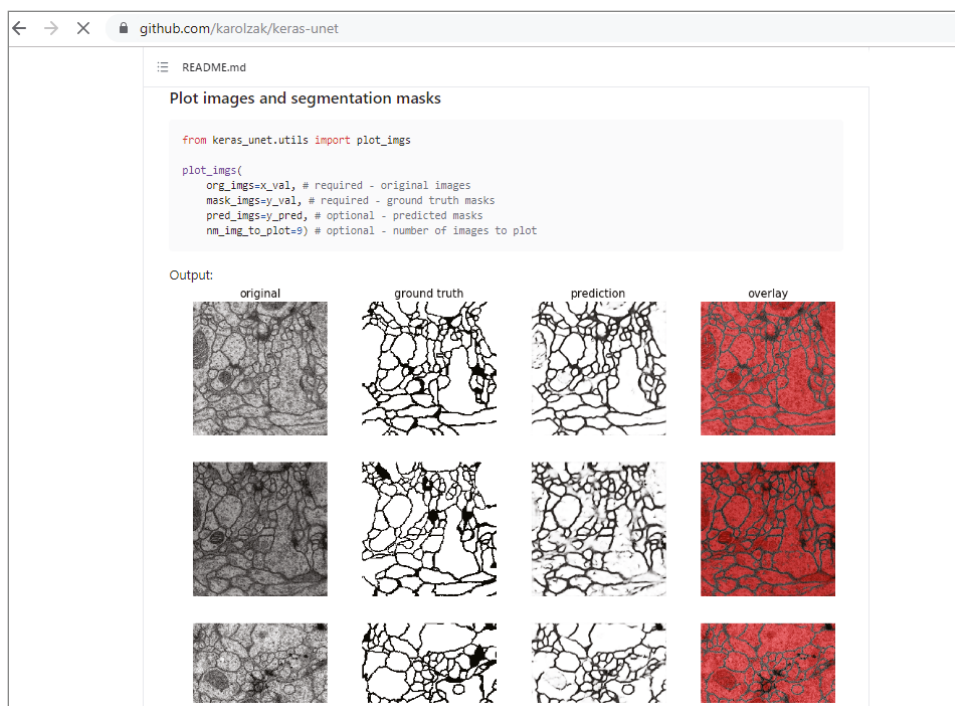 github.com/karolzak/keras-unet
README.md
Plot images and segmentation masks
from keras_unet.utils import plot_imgs
plot_imgs(
org_imgs=x_val, # required - original images
mask_imgs=y_val, # required - ground truth masks
pred_imgs=y_pred, # optional - predicted masks
nm_img_to_plot=9) # optional - number of images to plot
Output:
original ground truth prediction overlay